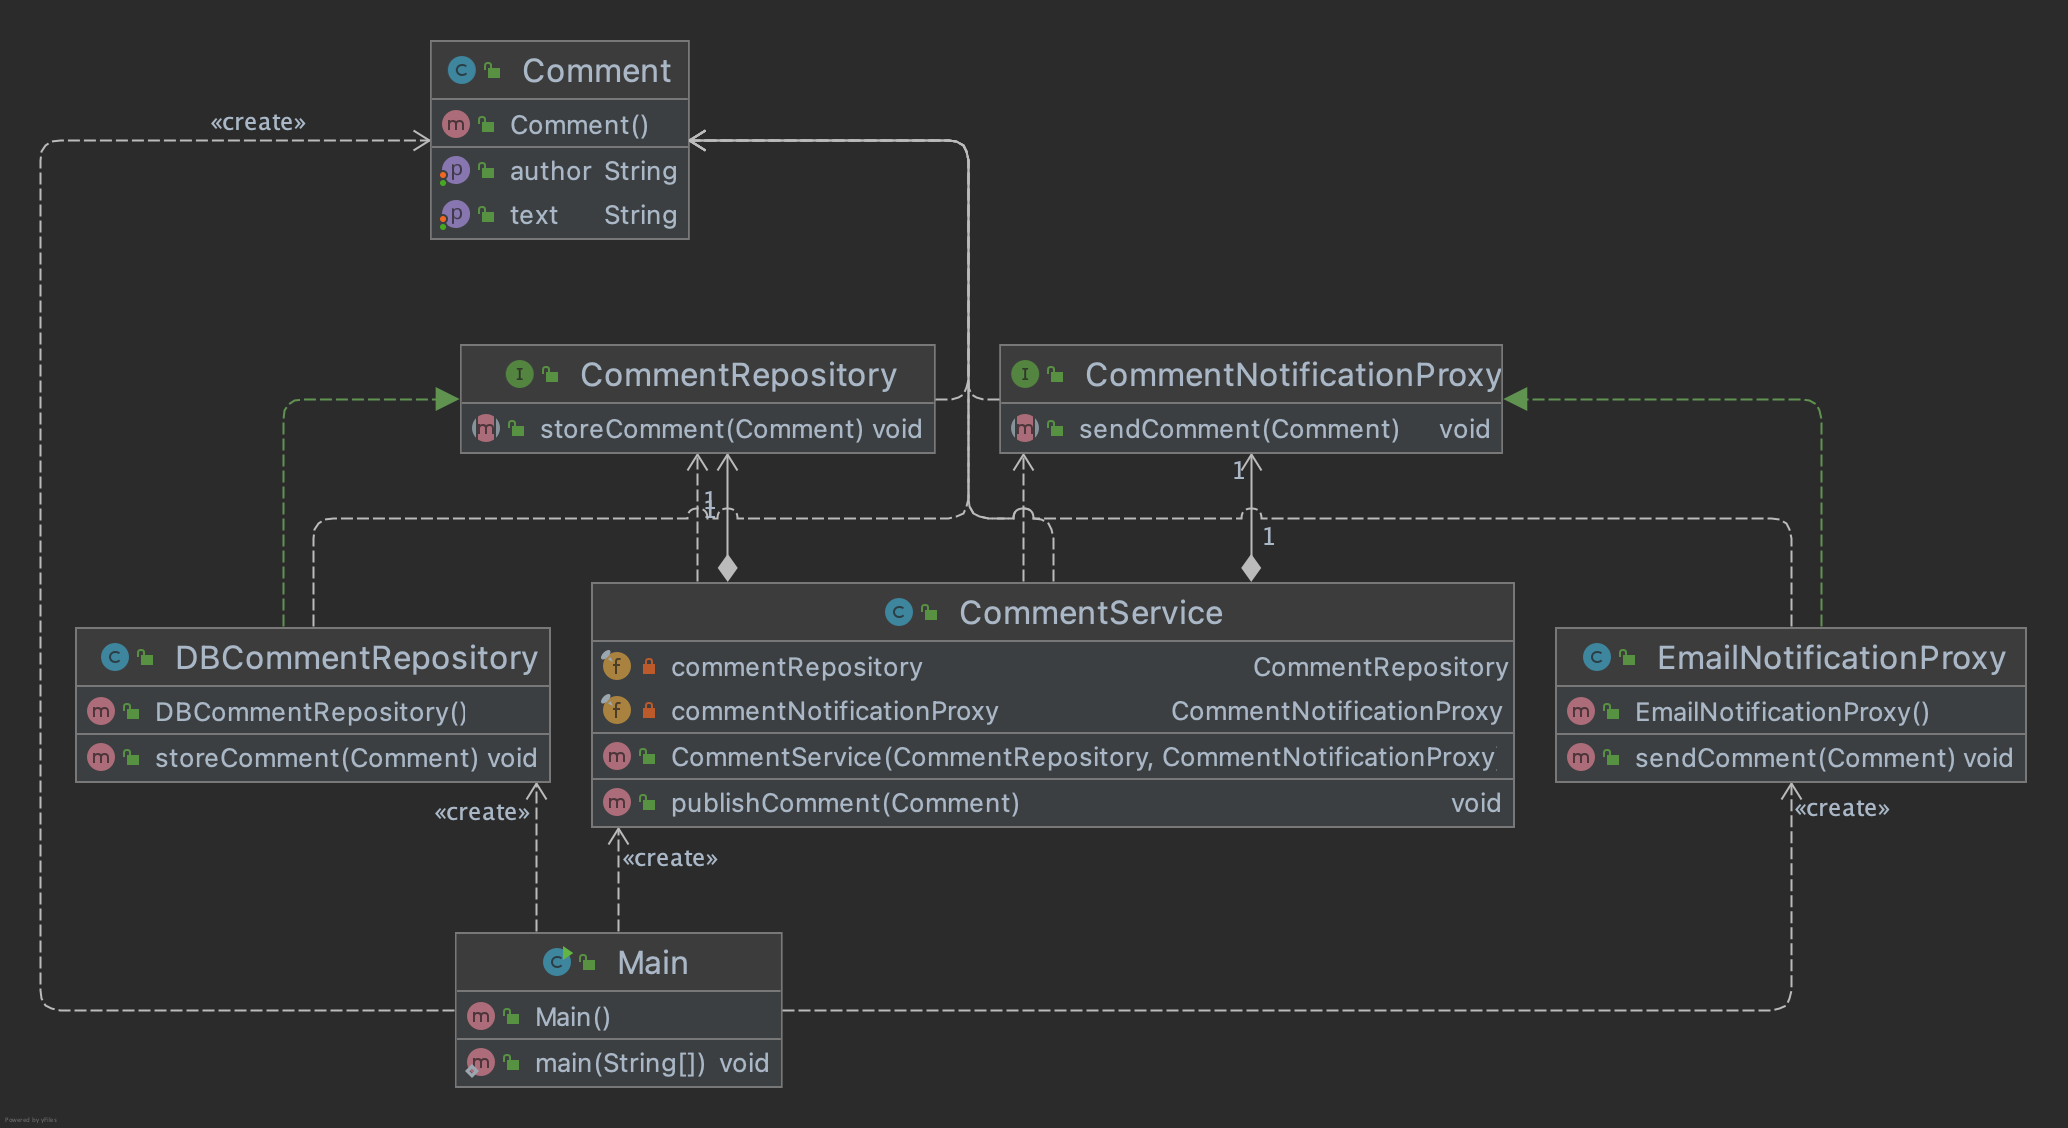 Comment
«create»
Comment()
author String
text String
CommentRepository
storeComment(Comment) void
CommentNotificationProxy
sendComment(Comment) void
1
1
1
1
DBCommentRepository
DBCommentRepository()
storeComment(Comment) void
CommentService
commentRepository CommentRepository
commentNotificationProxy CommentNotificationProxy
CommentService(CommentRepository, CommentNotificationProxy)
publishComment(Comment) void
EmailNotificationProxy
EmailNotificationProxy()
sendComment(Comment) void
«create»
«create»
«create»
Main
Main()
main(String[]) void
Powered by yFiles